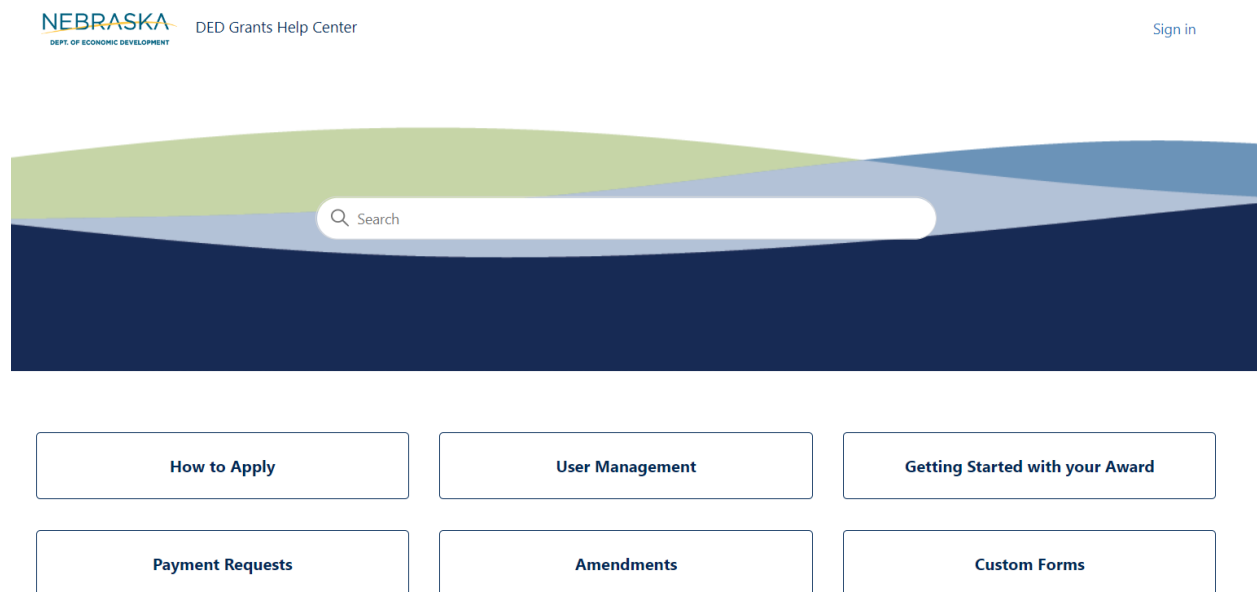 NEBRASKA
DEPT. OF ECONOMIC DEVELOPMENT
DED Grants Help Center
Sign in
Search
How to Apply
User Management
Getting Started with your Award
Payment Requests
Amendments
Custom Forms